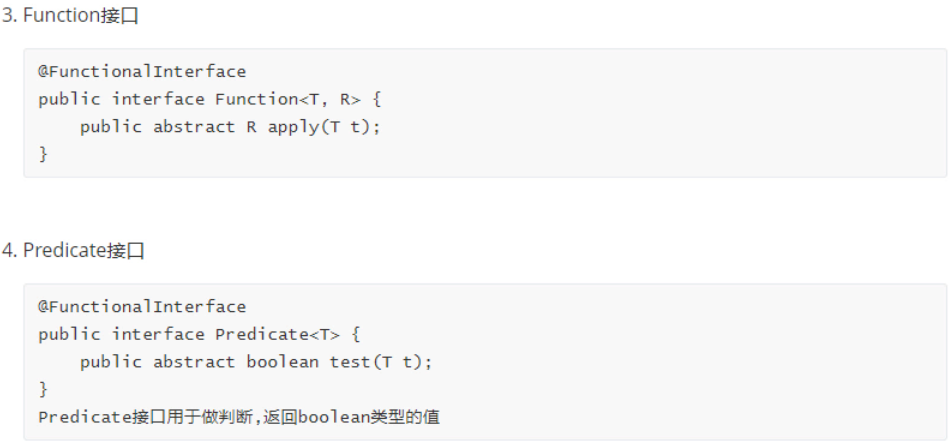 3. Function接口
@FunctionalInterface
public interface Function<T, R> {
    public abstract R apply(T t);
}
4. Predicate接口
@FunctionalInterface
public interface Predicate<T> {
    public abstract boolean test(T t);
}
Predicate接口用于做判断,返回boolean类型的值